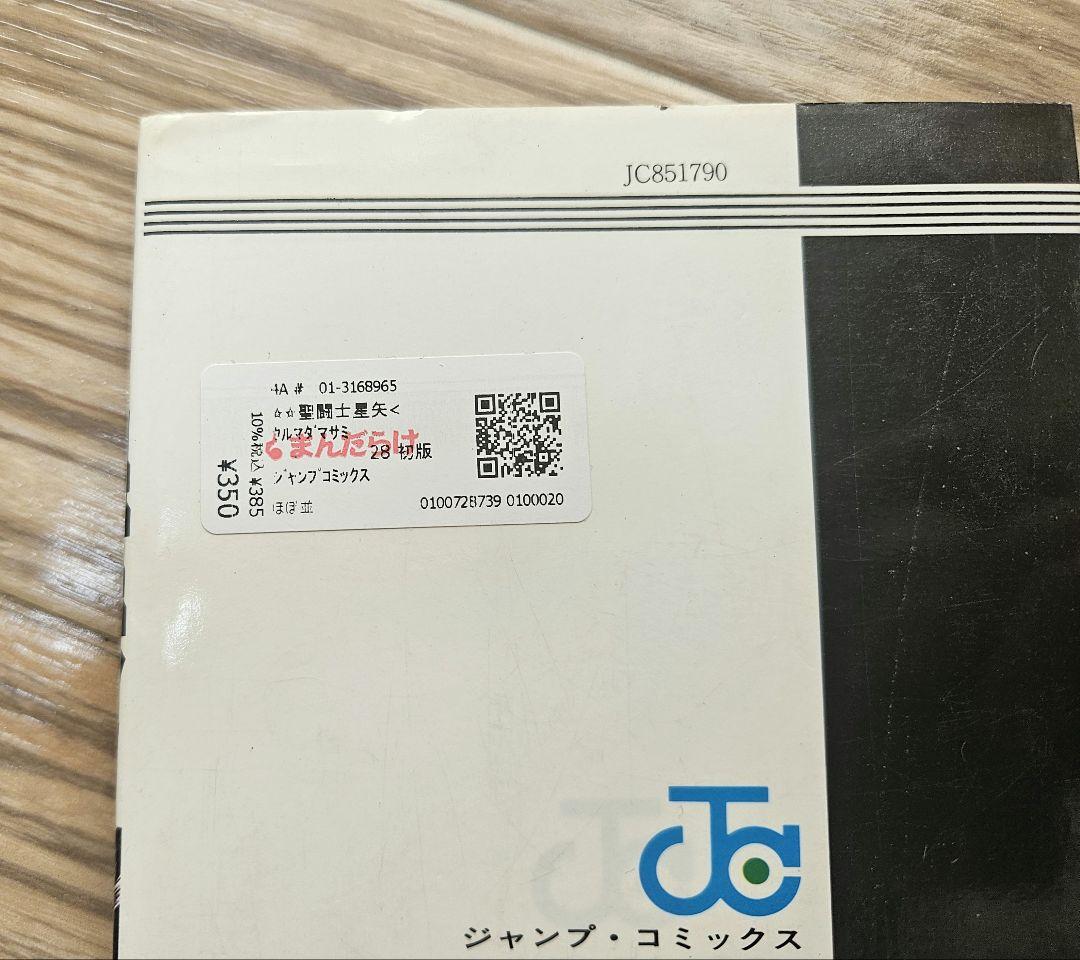 JC851790
4A # 01-3168965
☆☆聖闘士星矢<
クルマダマサミ
まんだらけ
28 初版
ジャンプコミックス
ほぼ並
0100728739 0100020
10%税込 ¥385
¥350
JC
ジャンプ・コミックス